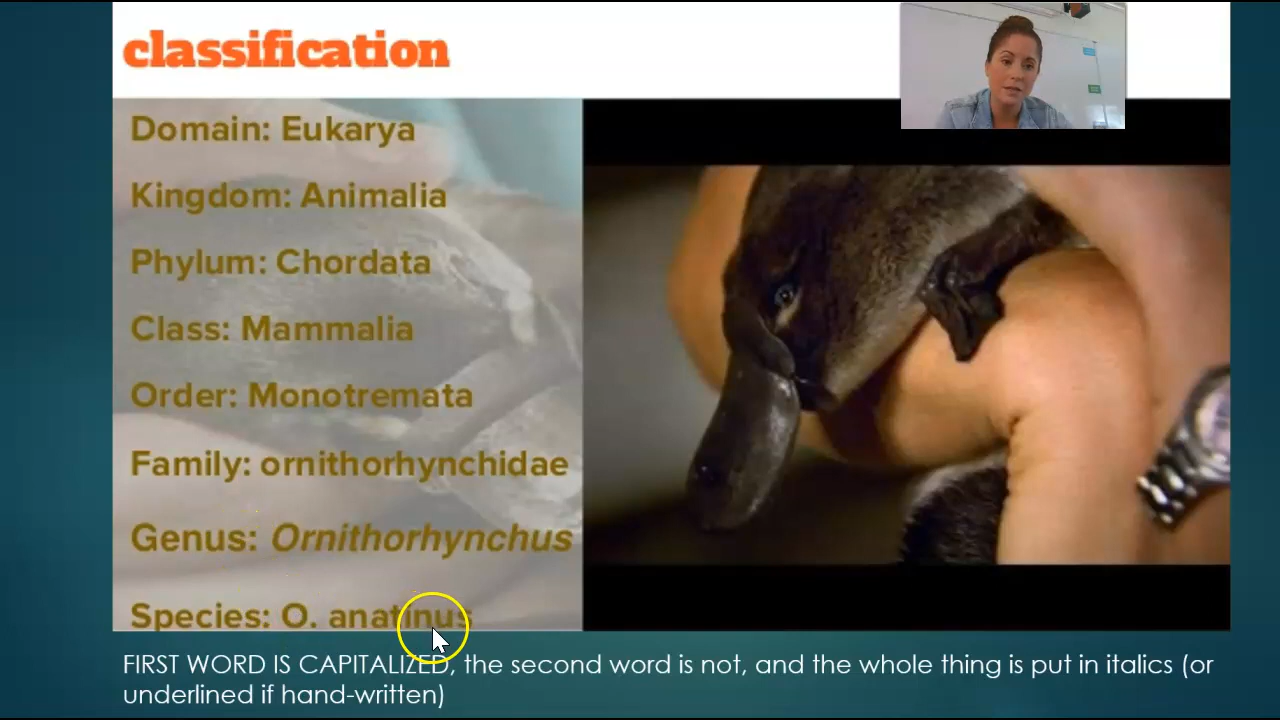 classification
Domain: Eukarya
Kingdom: Animalia
Phylum: Chordata
Class: Mammalia
Order: Monotremata
Family: ornithorhynchidae
Genus: Ornithorhynchus
Species: O. anatinus
FIRST WORD IS CAPITALIZED, the second word is not, and the whole thing is put in italics (or
underlined if hand-written)